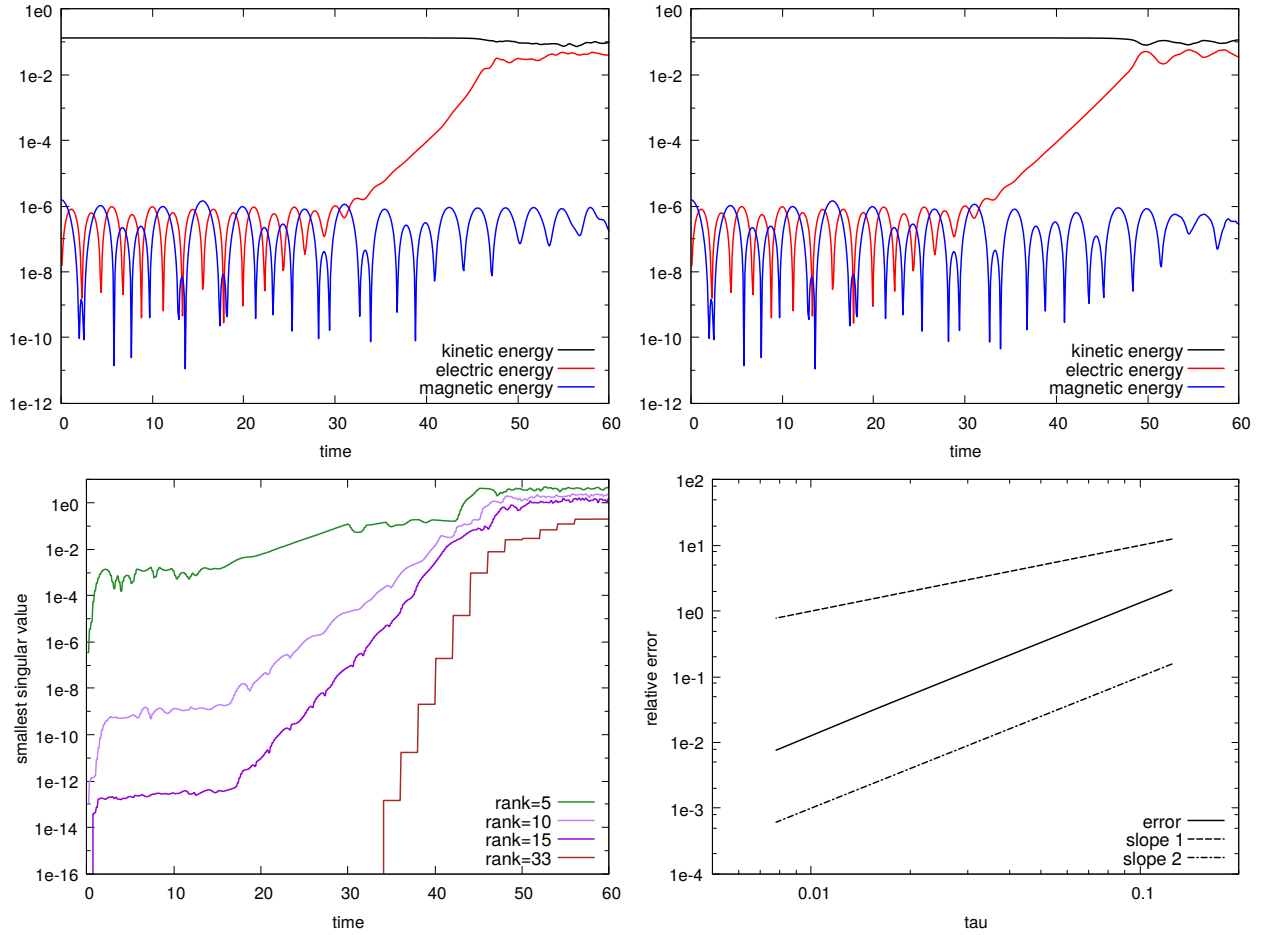 1e0
1e-2
1e-4
1e-6
1e-8
1e-10
1e-12
kinetic energy
electric energy
magnetic energy
0 10 20 30 40 50 60
time
1e0
1e-2
1e-4
1e-6
1e-8
1e-10
1e-12
kinetic energy
electric energy
magnetic energy
0 10 20 30 40 50 60
time
smallest singular value
1e0
1e-2
1e-4
1e-6
1e-8
1e-10
1e-12
1e-14
1e-16
rank=5
rank=10
rank=15
rank=33
0 10 20 30 40 50 60
time
relative error
1e2
1e1
1e0
1e-1
1e-2
1e-3
1e-4
error
slope 1
slope 2
0.01 0.1
tau